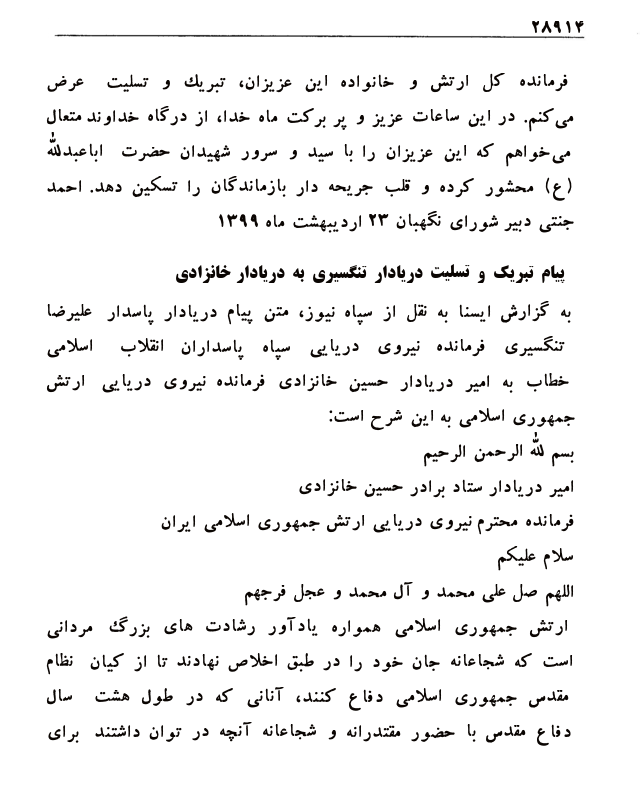 ۲۸۹۱۴
فرمانده کل ارتش و خانواده این عزیزان، تبریك و تسلیت عرض
می‌کنم. در این ساعات عزیز و پر برکت ماه خدا، از درگاه خداوند متعال
می‌خواهم که این عزیزان را با سید و سرور شهیدان حضرت اباعبدلله
(ع) محشور کرده و قلب جریحه دار بازماندگان را تسکین دهد. احمد
جنتی دبیر شورای نگهبان ۲۳ اردیبهشت ماه ۱۳۹۹
پیام تبریک و تسلیت دریادار تنگسیری به دریادار خانزادی
به گزارش ایسنا به نقل از سپاه نیوز، متن پیام دریادار پاسدار علیرضا
تنگسیری فرمانده نیروی دریایی سپاه پاسداران انقلاب اسلامی
خطاب به امیر دریادار حسین خانزادی فرمانده نیروی دریایی ارتش
جمهوری اسلامی به این شرح است:
بسم لله الرحمن الرحیم
امیر دریادار ستاد برادر حسین خانزادی
فرمانده محترم نیروی دریایی ارتش جمهوری اسلامی ایران
سلام علیکم
اللهم صل علی محمد و آل محمد و عجل فرجهم
ارتش جمهوری اسلامی همواره یادآور رشادت های بزرگ مردانی
است که شجاعانه جان خود را در طبق اخلاص نهادند تا از کیان نظام
مقدس جمهوری اسلامی دفاع کنند، آنانی که در طول هشت سال
دفاع مقدس با حضور مقتدرانه و شجاعانه آنچه در توان داشتند برای